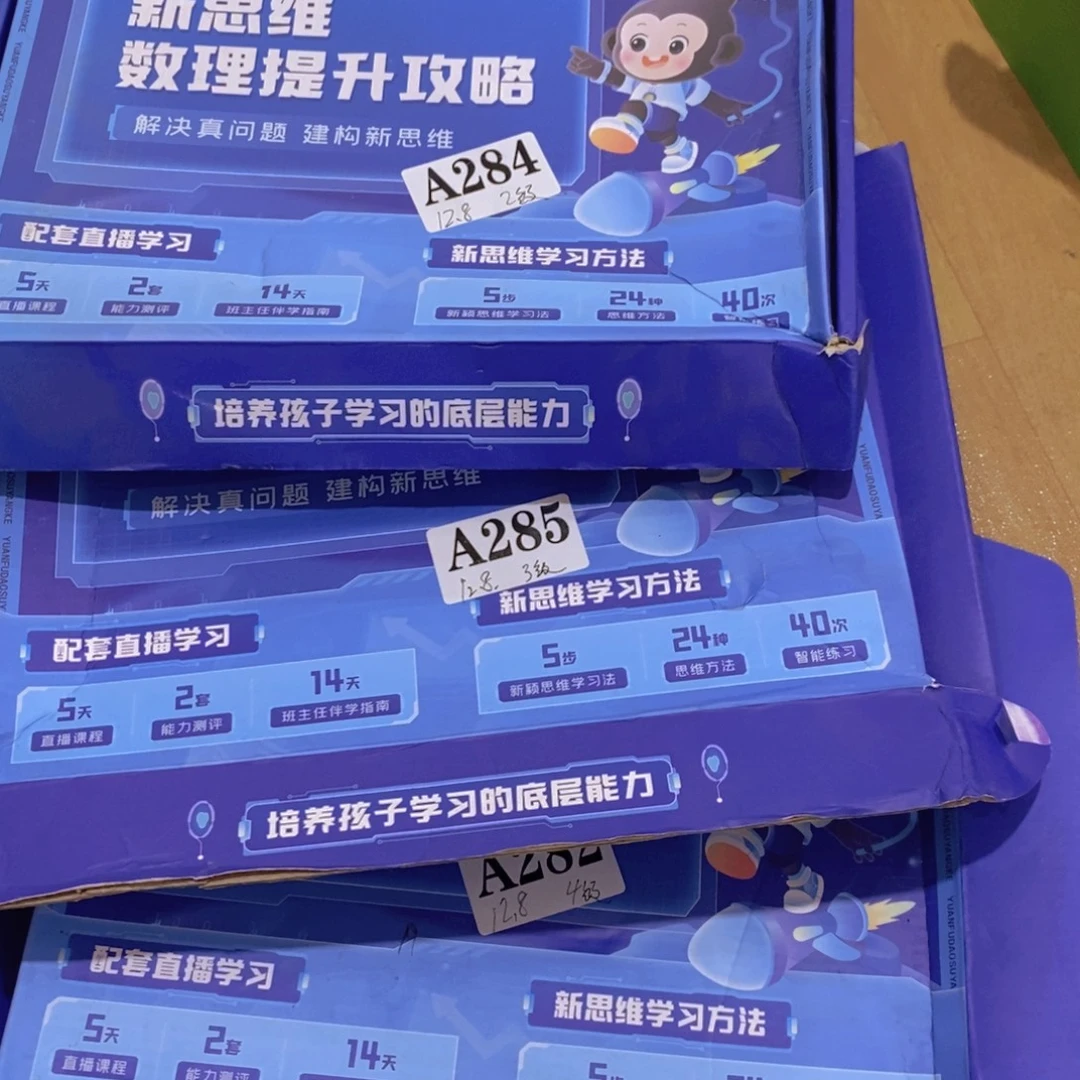 新思维
数理提升攻略
解决真问题 建构新思维
A284
12.8 2级
配套直播学习
新思维学习方法
5天
2套
14天
5步
24种
40次
直播课程
能力测评
班主任伴学指南
新颖思维学习法
思维方法
培养孩子学习的底层能力
解决真问题 建构新思维
A285
12.8. 3级
新思维学习方法
配套直播学习
5步
24种
40次
新颖思维学习法
思维方法
智能练习
5天
2套
14天
直播课程
能力测评
班主任伴学指南
培养孩子学习的底层能力
YUANFUDAOSUYA
A282
12.8 4级
配套直播学习
新思维学习方法
5天
2套
14天
直播课程
能力测评
YUANFUDAOSUYA